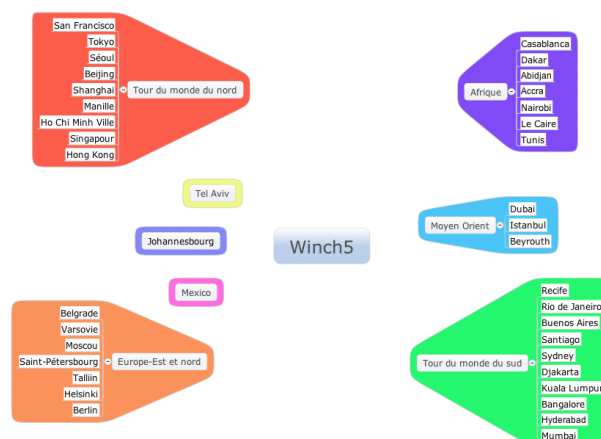 San Francisco
Tokyo
Séoul
Beijing
Shanghai
Manille
Ho Chi Minh Ville
Singapour
Hong Kong
Tour du monde du nord
Casablanca
Dakar
Abidjan
Accra
Nairobi
Le Caire
Tunis
Afrique
Tel Aviv
Johannesbourg
Mexico
Winch5
Dubai
Istanbul
Beyrouth
Moyen Orient
Belgrade
Varsovie
Moscou
Saint-Pétersbourg
Talliin
Helsinki
Berlin
Europe-Est et nord
Recife
Rio de Janeiro
Buenos Aires
Santiago
Sydney
Djakarta
Kuala Lumpur
Bangalore
Hyderabad
Mumbai
Tour du monde du sud